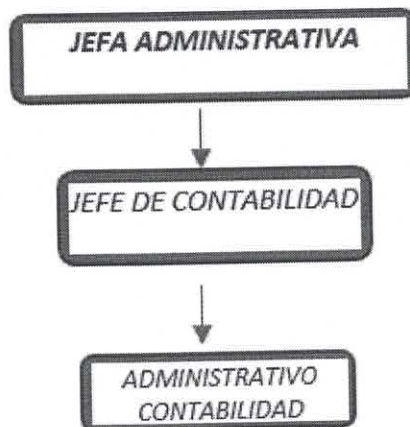 JEFA ADMINISTRATIVA
JEFE DE CONTABILIDAD
ADMINISTRATIVO
CONTABILIDAD